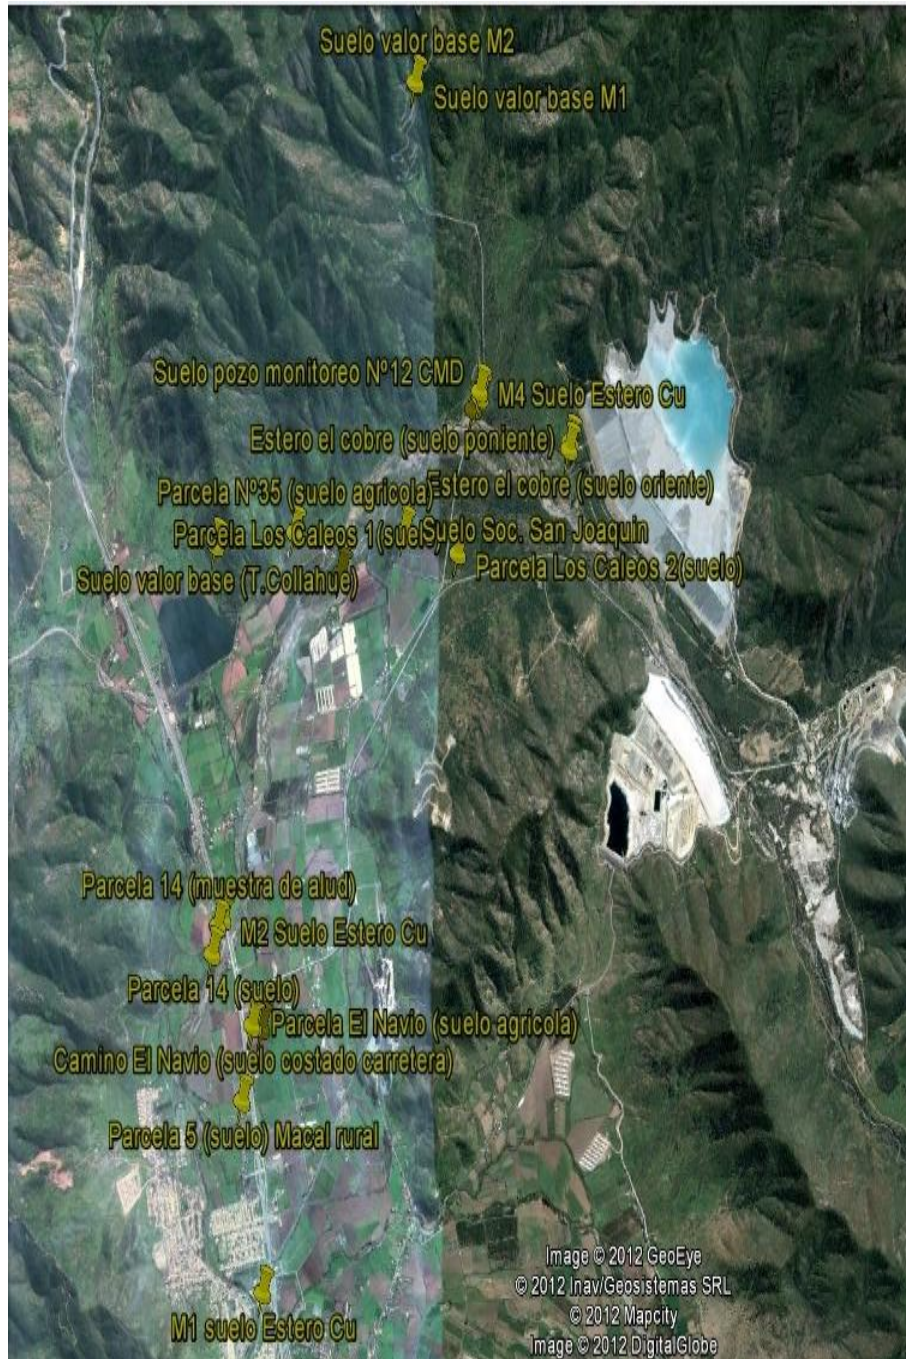 Suelo valor base M2
Suelo valor base M1
Suelo pozo monitoreo Nº12 CMD
M4 Suelo Estero Cu
Estero el cobre (suelo poniente)
Parcela Nº35 (suelo agricola)
Estero el cobre (suelo oriente)
Parcela Los Caleos 1(suelo)
Suelo Soc. San Joaquin
Parcela Los Caleos 2(suelo)
Suelo valor base (T.Collahue)
Parcela 14 (muestra de alud)
M2 Suelo Estero Cu
Parcela 14 (suelo)
Parcela El Navio (suelo agricola)
Camino El Navio (suelo costado carretera)
Parcela 5 (suelo) Macal rural
M1 suelo Estero Cu
Image © 2012 GeoEye
© 2012 Inav/Geosistemas SRL
© 2012 Mapcity
Image © 2012 DigitalGlobe